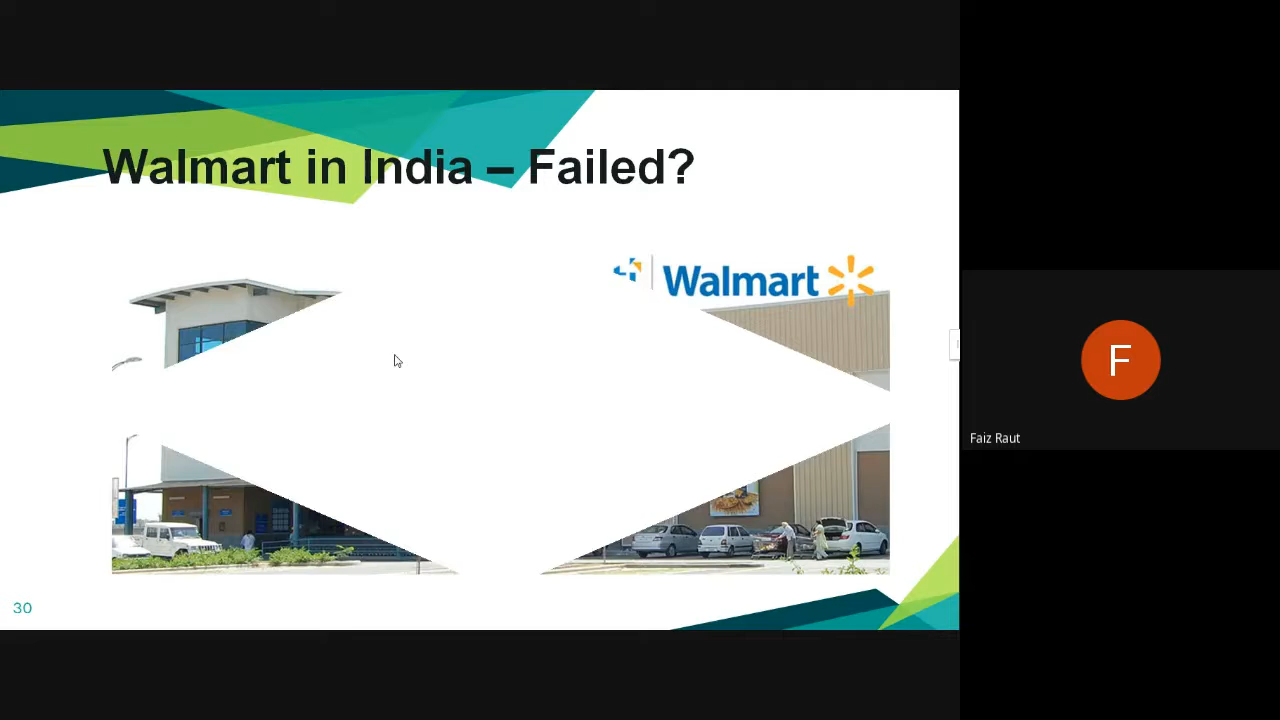 Walmart in India – Failed?
Walmart
30
F
Faiz Raut